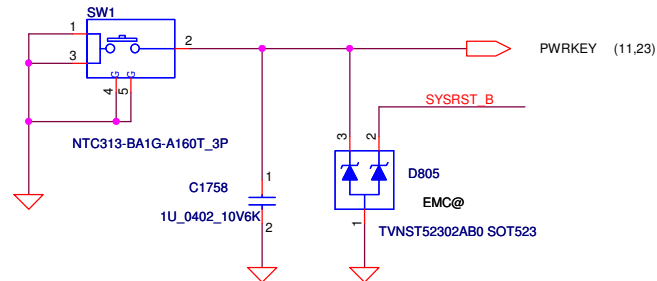 SW1
1
2
PWRKEY (11,23)
3
G
G
4
5
SYSRST_B
NTC313-BA1G-A160T_3P
3
2
C1758
1
D805
1U_0402_10V6K
EMC@
2
1
TVNST52302AB0 SOT523